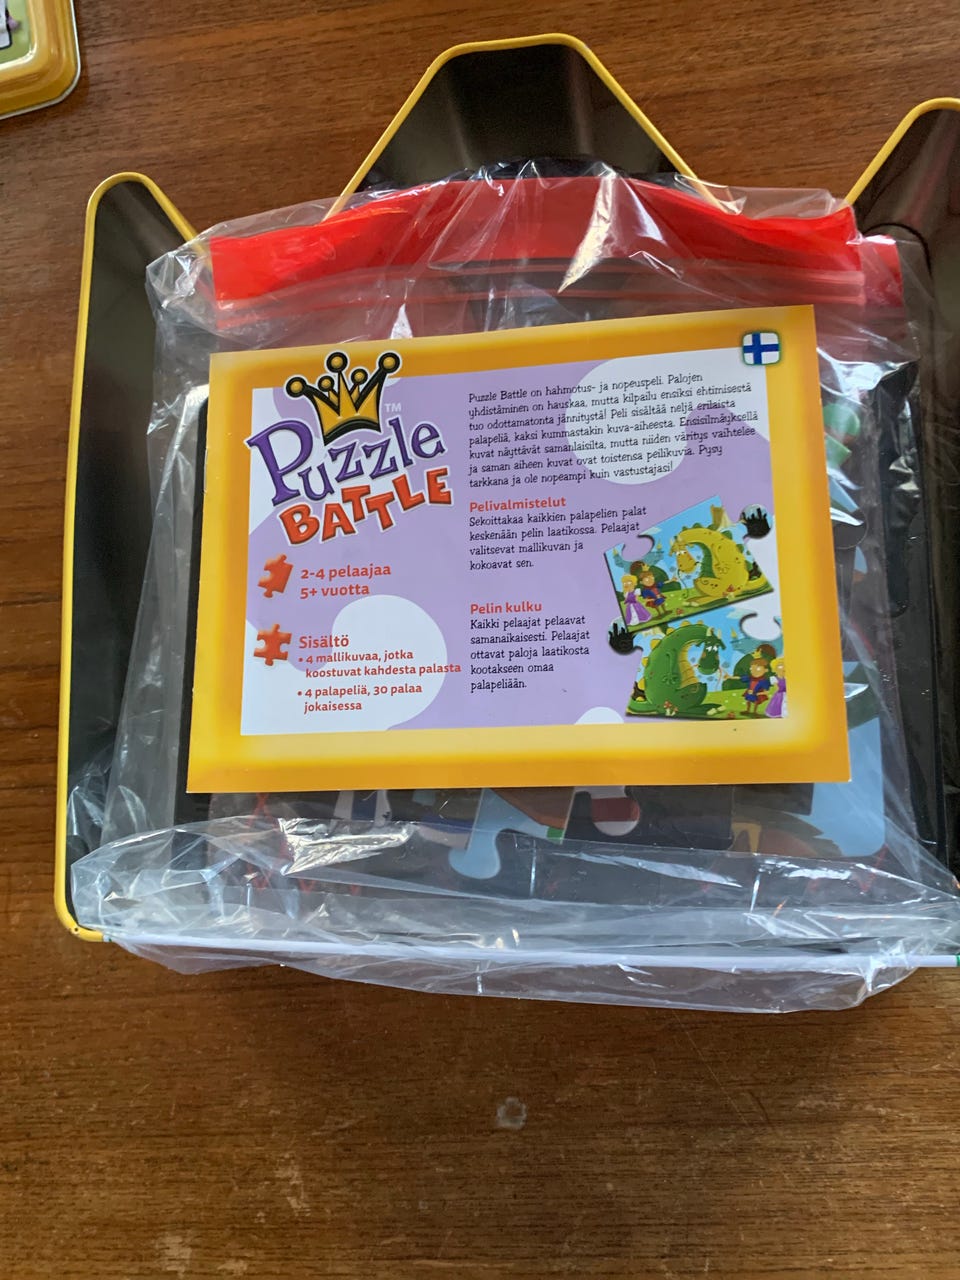 Puzzle
BATTLE
TM
2-4 pelaajaa
5+ vuotta
Sisältö
• 4 mallikuvaa, jotka
koostuvat kahdesta palasta
• 4 palapeliä, 30 palaa
jokaisessa
Puzzle Battle on hahmotus- ja nopeuspeli. Palojen
yhdistäminen on hauskaa, mutta kilpailu ensiksi ehtimisestä
tuo odottamatonta jännitystä! Peli sisältää neljä erilaista
palapeliä, kaksi kummastakin kuva-aiheesta. Ensisilmäyksellä
kuvat näyttävät samanlaisilta, mutta niiden väritys vaihtelee
ja saman aiheen kuvat ovat toistensa peilikuvia. Pysy
tarkkana ja ole nopeampi kuin vastustajasi!
Pelivalmistelut
Sekoittakaa kaikkien palapelien palat
keskenään pelin laatikossa. Pelaajat
valitsevat mallikuvan ja
kokoavat sen.
Pelin kulku
Kaikki pelaajat pelaavat
samanaikaisesti. Pelaajat
ottavat paloja laatikosta
kootakseen omaa
palapeliään.